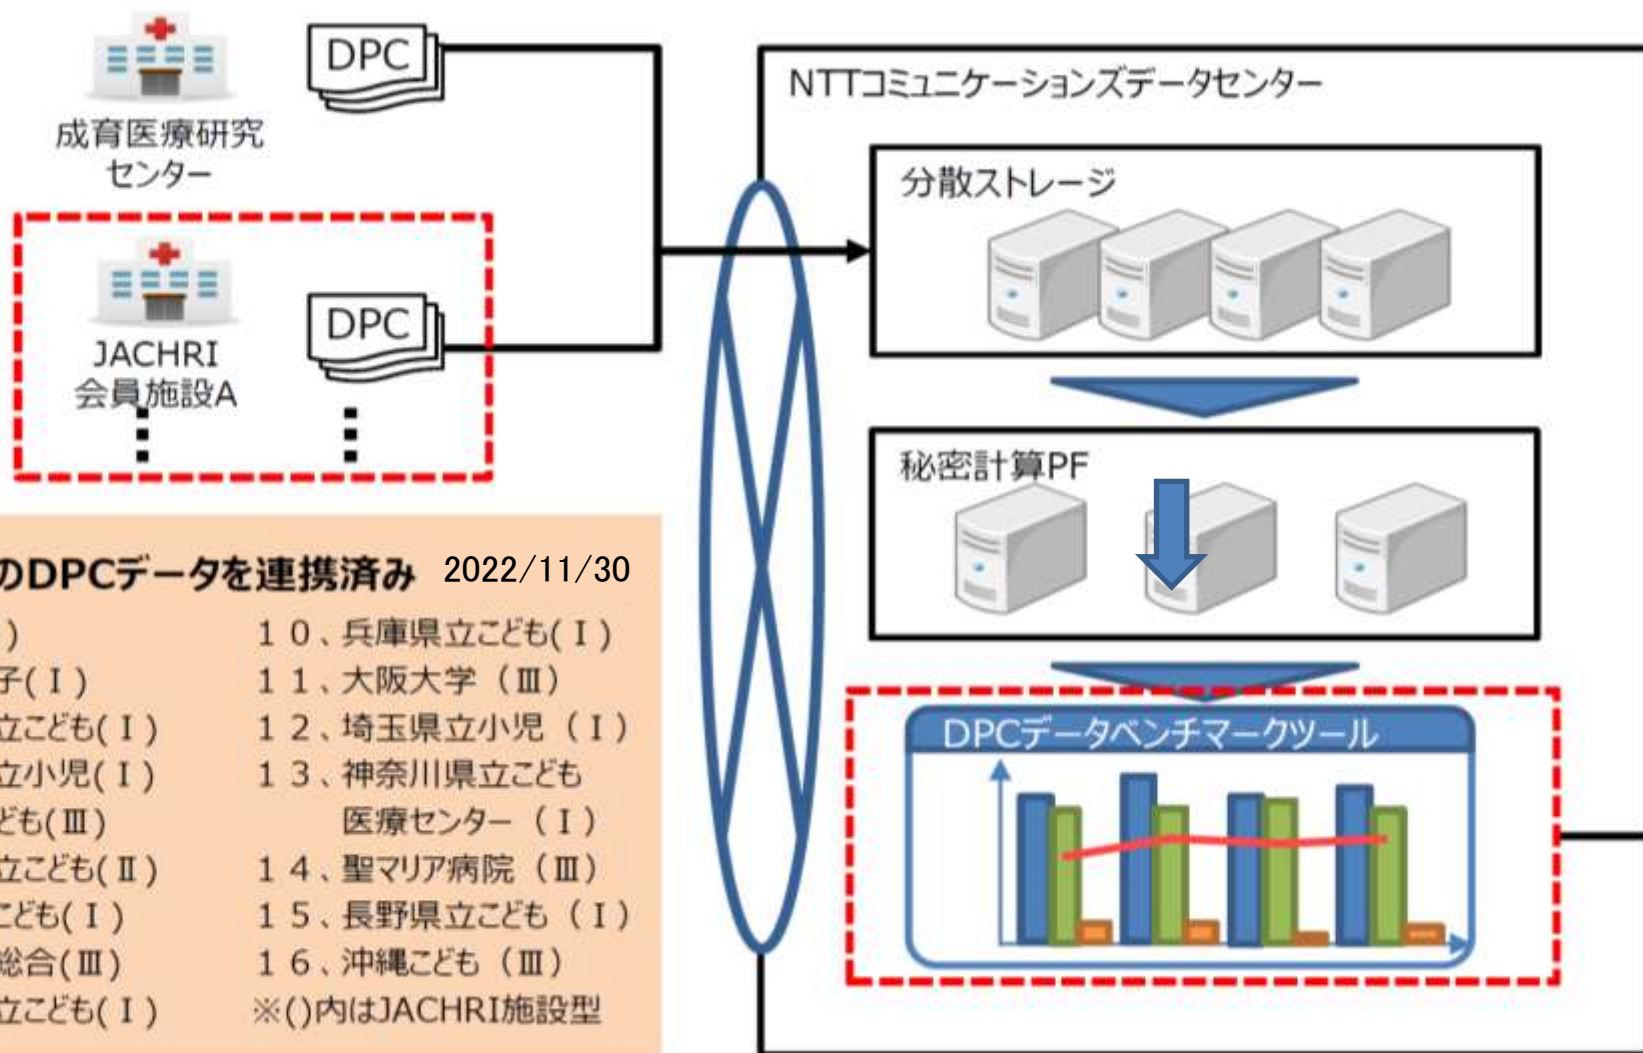 DPC
成育医療研究
センター
DPC
JACHRI
会員施設A
NTTコミュニケーションズデータセンター
分散ストレージ
秘密計算PF
DPCデータベンチマークツール
のDPCデータを連携済み 2022/11/30
)
子(Ⅰ)
立こども(Ⅰ)
立小児(Ⅰ)
ども(Ⅲ)
立こども(Ⅱ)
こども(Ⅰ)
総合(Ⅲ)
立こども(Ⅰ)
10、兵庫県立こども(Ⅰ)
11、大阪大学(Ⅲ)
12、埼玉県立小児(Ⅰ)
13、神奈川県立こども
医療センター(Ⅰ)
14、聖マリア病院(Ⅲ)
15、長野県立こども(Ⅰ)
16、沖縄こども(Ⅲ)
※()内はJACHRI施設型